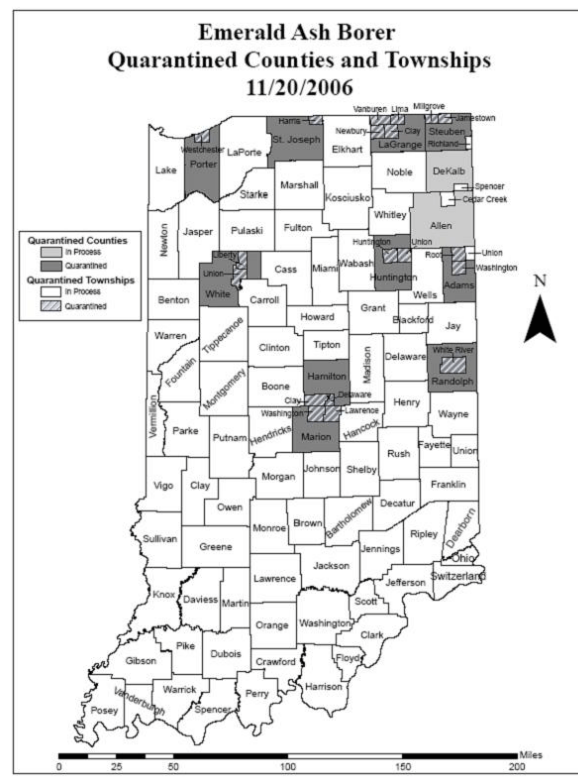 Emerald Ash Borer
Quarantined Counties and Townships
11/20/2006
Vanburen Lima Millgrove
Harris Jamestown
Newbury Clay Steuben
Westchester St. Joseph LaGrange Richland
LaPorte Elkhart
Lake Porter Noble DeKalb
Starke Marshall Kosciusko Spencer
Cedar Creek
Whitley
Newton Jasper Pulaski Fulton Allen
Quarantined Counties
In Process
Quarantined
Quarantined Townships
In Process
Quarantined
Huntington Union
Liberty Wabash Root Union
Union Cass Miami Huntington Washington
White Wells Adams
Benton Carroll Grant
Howard Blackford Jay
Warren Tippecanoe
Clinton Tipton Madison Delaware White River
Fountain Hamilton Randolph
Montgomery Boone Clay Delaware
Vermillion Washington Lawrence Henry Wayne
Parke Putnam Hendricks Marion Hancock
Rush Fayette Union
Johnson Shelby
Vigo Clay Morgan Franklin
Owen Decatur
Brown Bartholomew Dearborn
Sullivan Monroe Ripley
Greene Jennings
Jackson Ohio
Lawrence Jefferson Switzerland
Knox Daviess Martin Scott
Orange Washington
Clark
Pike Dubois
Gibson Crawford Floyd
Warrick Harrison
Posey Vanderburgh Spencer Perry
N
Miles
0 25 50 100 150 200